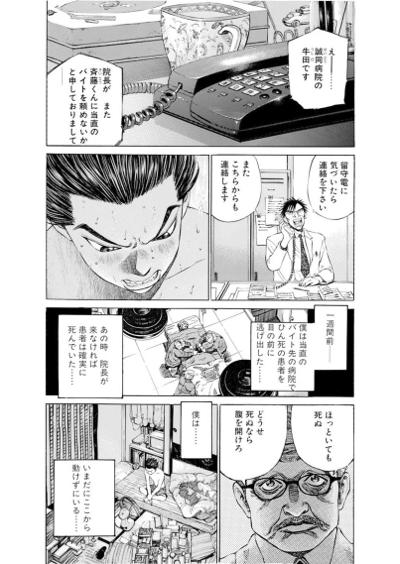 えー━━
誠同病院の
牛田です
院長が また
斉藤くんに当直の
バイトを頼めないか
と申しておりまして
留守電に
気づいたら
連絡を下さい
また
こちらからも
連絡します
一週間前━━
僕は当直の
バイト先の病院で
ひん死の患者を
目の前に
逃げ出した……
あの時、院長が
来なければ
患者は確実に
死んでいた……
ほっといても
死ぬ
どうせ
死ぬなら
腹を開けろ
僕は……
いまだにここから
動けずにいる……